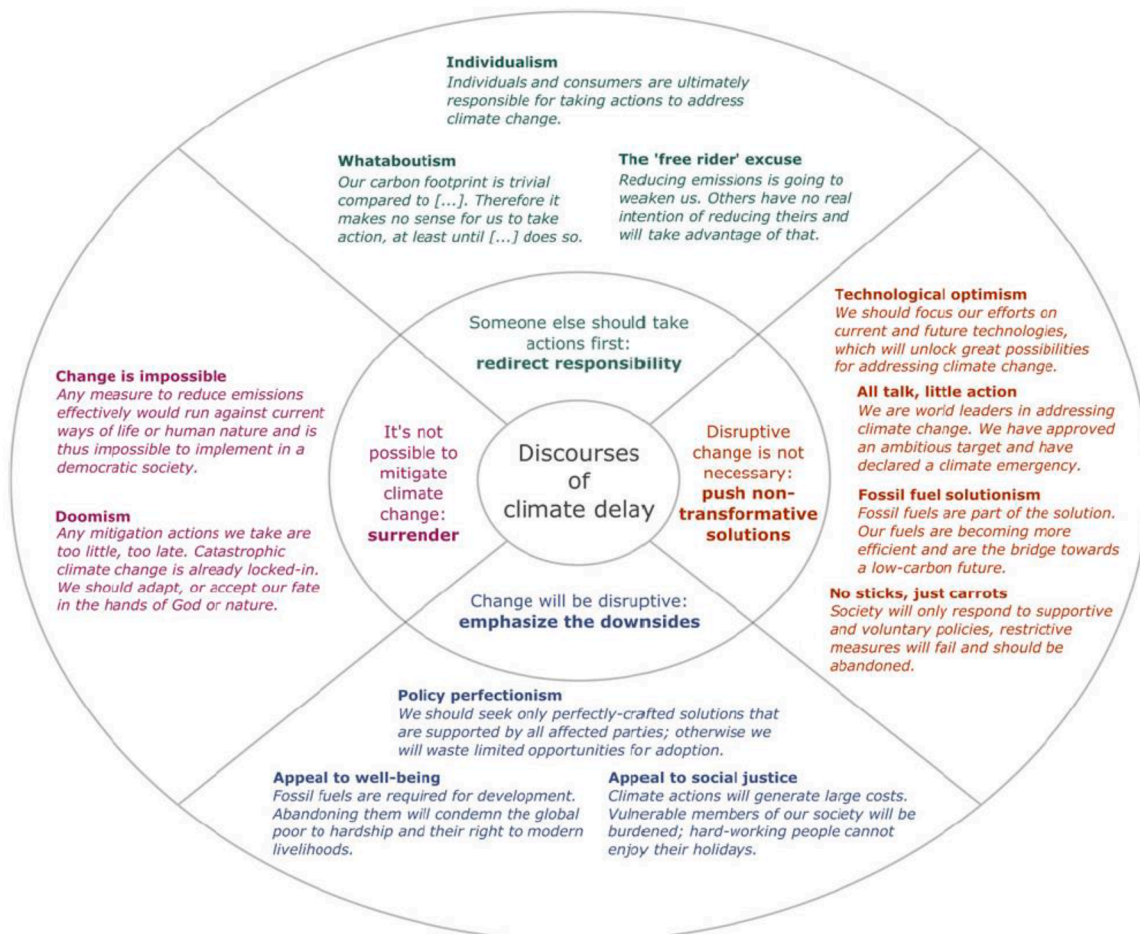 Individualism
Individuals and consumers are ultimately
responsible for taking actions to address
climate change.
Whataboutism
Our carbon footprint is trivial
compared to [...]. Therefore it
makes no sense for us to take
action, at least until [...] does so.
The 'free rider' excuse
Reducing emissions is going to
weaken us. Others have no real
intention of reducing theirs and
will take advantage of that.
Someone else should take
actions first:
redirect responsibility
Technological optimism
We should focus our efforts on
current and future technologies,
which will unlock great possibilities
for addressing climate change.
All talk, little action
We are world leaders in addressing
climate change. We have approved
an ambitious target and have
declared a climate emergency.
Fossil fuel solutionism
Fossil fuels are part of the solution.
Our fuels are becoming more
efficient and are the bridge towards
a low-carbon future.
No sticks, just carrots
Society will only respond to supportive
and voluntary policies, restrictive
measures will fail and should be
abandoned.
Disruptive
change is not
necessary:
push non-
transformative
solutions
Discourses
of
climate delay
It's not
possible to
mitigate
climate
change:
surrender
Change is impossible
Any measure to reduce emissions
effectively would run against current
ways of life or human nature and is
thus impossible to implement in a
democratic society.
Doomism
Any mitigation actions we take are
too little, too late. Catastrophic
climate change is already locked-in.
We should adapt, or accept our fate
in the hands of God or nature.
Change will be disruptive:
emphasize the downsides
Policy perfectionism
We should seek only perfectly-crafted solutions that
are supported by all affected parties; otherwise we
will waste limited opportunities for adoption.
Appeal to well-being
Fossil fuels are required for development.
Abandoning them will condemn the global
poor to hardship and their right to modern
livelihoods.
Appeal to social justice
Climate actions will generate large costs.
Vulnerable members of our society will be
burdened; hard-working people cannot
enjoy their holidays.